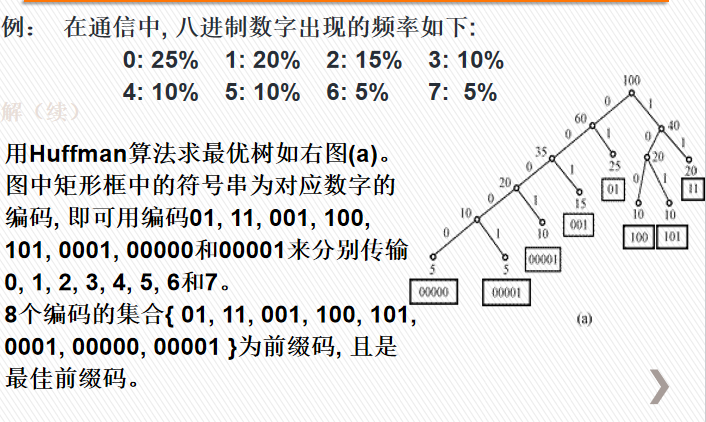 例： 在通信中, 八进制数字出现的频率如下:
0: 25% 1: 20% 2: 15% 3: 10%
4: 10% 5: 10% 6: 5% 7: 5%
解（续）
用Huffman算法求最优树如右图(a)。
图中矩形框中的符号串为对应数字的
编码, 即可用编码01, 11, 001, 100,
101, 0001, 00000和00001来分别传输
0, 1, 2, 3, 4, 5, 6和7。
8个编码的集合{ 01, 11, 001, 100, 101,
0001, 00000, 00001 }为前缀码, 且是
最佳前缀码。
100
0 1
60 40
0 1 0 1
35 25 20 20
01 11
0 1 0 1
20 15 10 10
001 100 101
0 1
10 10
00001
0 1
5 5
00000 00001
(a)